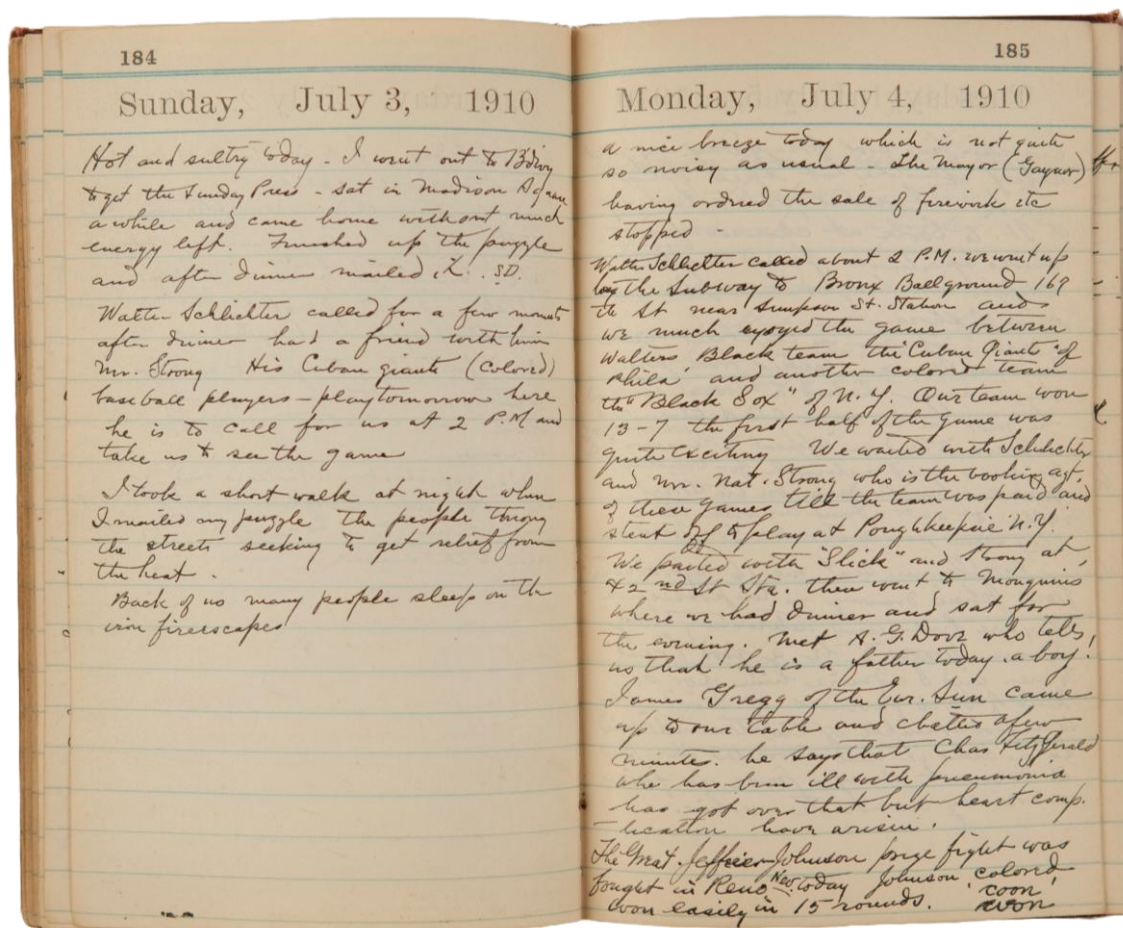 184
Sunday, July 3, 1910
Hot and sultry today - I went out to B'dwy
to get the Sunday Press - sat in Madison Square
a while and came home without much
energy left. Finished up the puzzle
and after dinner mailed it. SD.
Walter Schlichter called for a few moments
after dinner had a friend with him
Mr. Strong His Cuban giants (colored)
baseball players - play tomorrow here
he is to call for us at 2 P.M and
take us to see the game
I took a short walk at night when
I mailed my puzzle the people throng
the streets seeking to get relief from
the heat.
Back of us many people sleep on the
iron firescapes
185
Monday, July 4, 1910
a nice breeze today which is not quite
so noisy as usual - The Mayor (Gaynor)
having ordered the sale of firework etc
stopped -
Walter Schlichter called about 2 P.M. we went up
by the Subway to Bronx Ballground 169
th St near Simpson St. Station and
we much enjoyed the game between
Walters Black team the "Cuban Giants" of
Phila' and another colored team
the "Black Sox" of N.Y. Our team won
13-7 the first half of the game was
quite exciting We waited with Schlichter
and Mr. Nat. Strong who is the booking agt.
of these games till the team was paid and
sent off to play at Poughkeepsie N.Y.
We parted with "Slick" and Strong at
42nd St Sta. then went to Mouquins
where we had dinner and sat for
the evening. Met A. G. Dove who tells
us that he is a father today. a boy.
James Gregg of the Eve. Sun came
up to our table and chatted a few
minutes. he says that Chas Fitzgerald
who has been ill with pneumonia
has got over that but heart comp-
lication have arisin.
The Great Jeffries-Johnson prize fight was
fought in Reno Nev. today Johnson, colored,
won easily in 15 rounds. coon
won